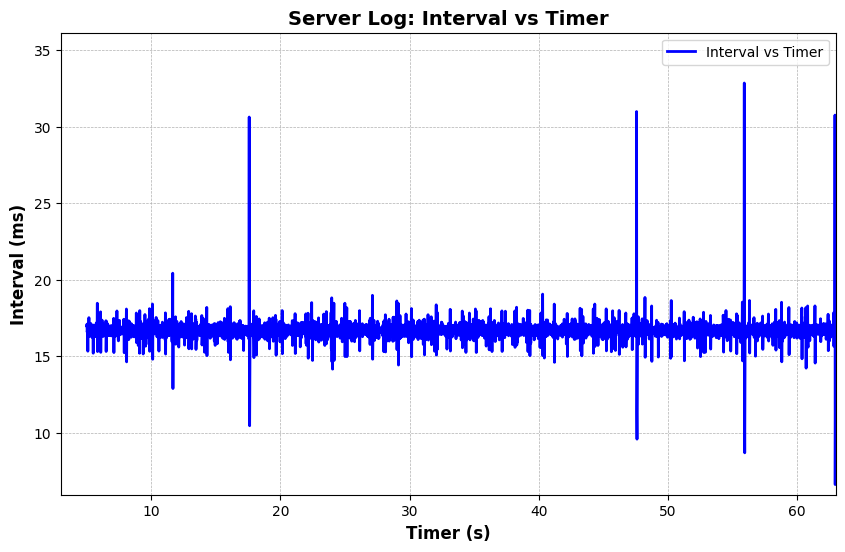 Server Log: Interval vs Timer
Interval vs Timer
35
30
25
20
15
10
Interval (ms)
10 20 30 40 50 60
Timer (s)